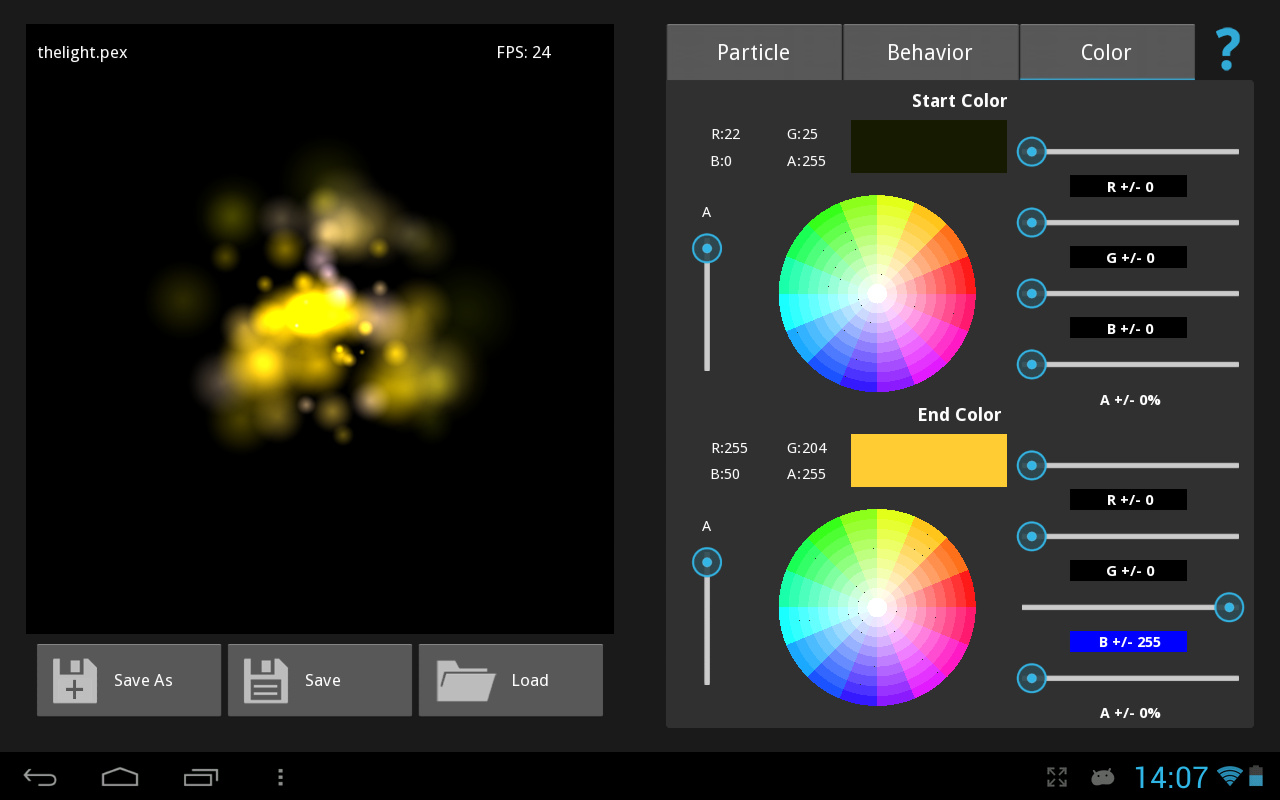 thelight.pex FPS: 24
Particle Behavior Color ?
Start Color
R:22 G:25
B:0 A:255
R +/- 0
A
G +/- 0
B +/- 0
A +/- 0%
End Color
R:255 G:204
B:50 A:255
R +/- 0
A
G +/- 0
B +/- 255
A +/- 0%
Save As Save Load
14:07